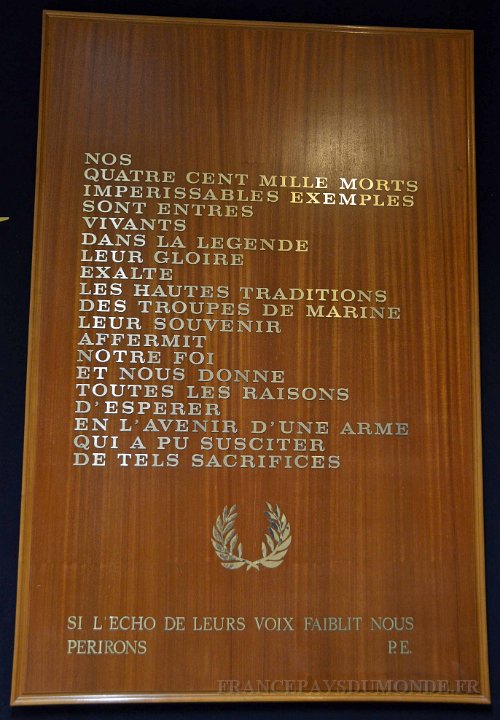 NOS
QUATRE CENT MILLE MORTS
IMPERISSABLES EXEMPLES
SONT ENTRES
VIVANTS
DANS LA LEGENDE
LEUR GLOIRE
EXALTE
LES HAUTES TRADITIONS
DES TROUPES DE MARINE
LEUR SOUVENIR
AFFERMIT
NOTRE FOI
ET NOUS DONNE
TOUTES LES RAISONS
D'ESPERER
EN L'AVENIR D'UNE ARME
QUI A PU SUSCITER
DE TELS SACRIFICES
SI L'ECHO DE LEURS VOIX FAIBLIT NOUS
PERIRONS P.E.
FRANCEPAYSDUMONDE.FR